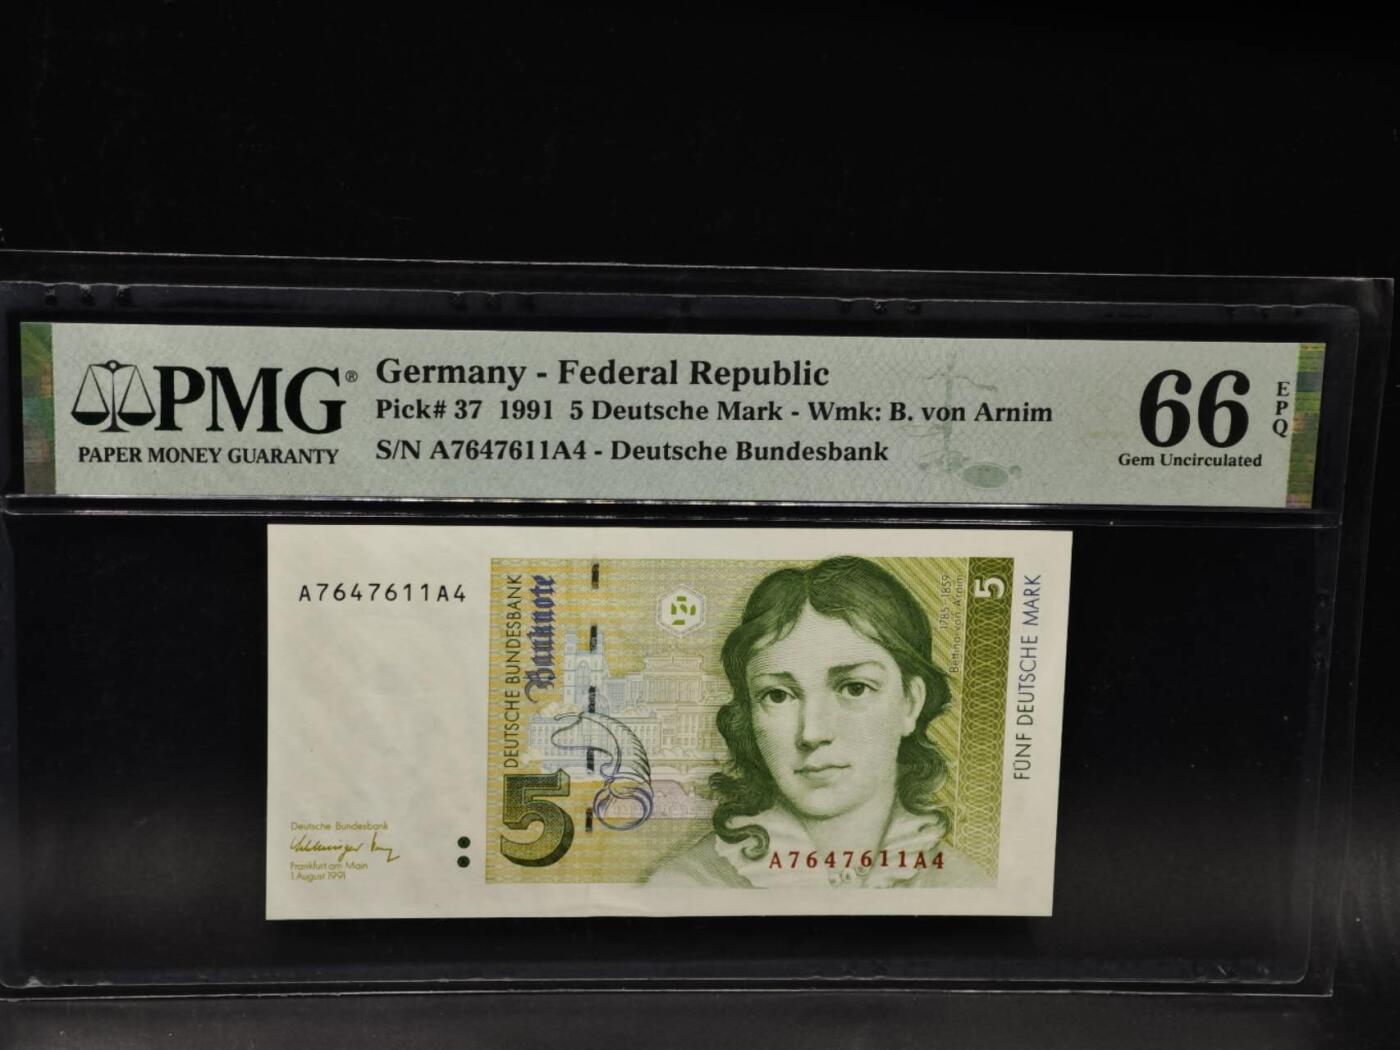 PMG®
PAPER MONEY GUARANTY
Germany - Federal Republic
Pick# 37 1991 5 Deutsche Mark - Wmk: B. von Arnim
S/N A7647611A4 - Deutsche Bundesbank
66
EPQ
Gem Uncirculated
A7647611A4
DEUTSCHE BUNDESBANK
Banknote
5
1785-1859
Bettina von Arnim
5
FÜNF DEUTSCHE MARK
5
Deutsche Bundesbank
Frankfurt am Main
1. August 1991
A7647611A4